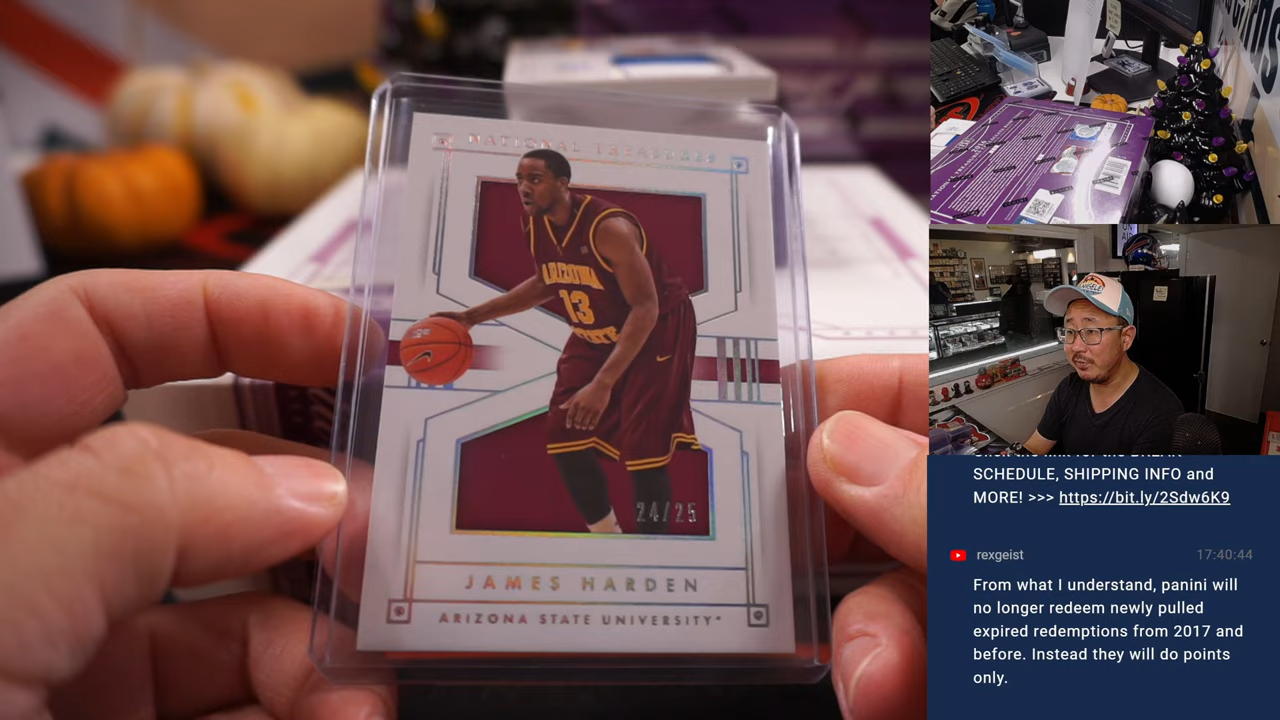 NATIONAL TREASURES
ARIZONA
13
STATE
24/25
JAMES HARDEN
ARIZONA STATE UNIVERSITY
SCHEDULE, SHIPPING INFO and
MORE! >>> https://bit.ly/2Sdw6K9
rexgeist 17:40:44
From what I understand, panini will
no longer redeem newly pulled
expired redemptions from 2017 and
before. Instead they will do points
only.